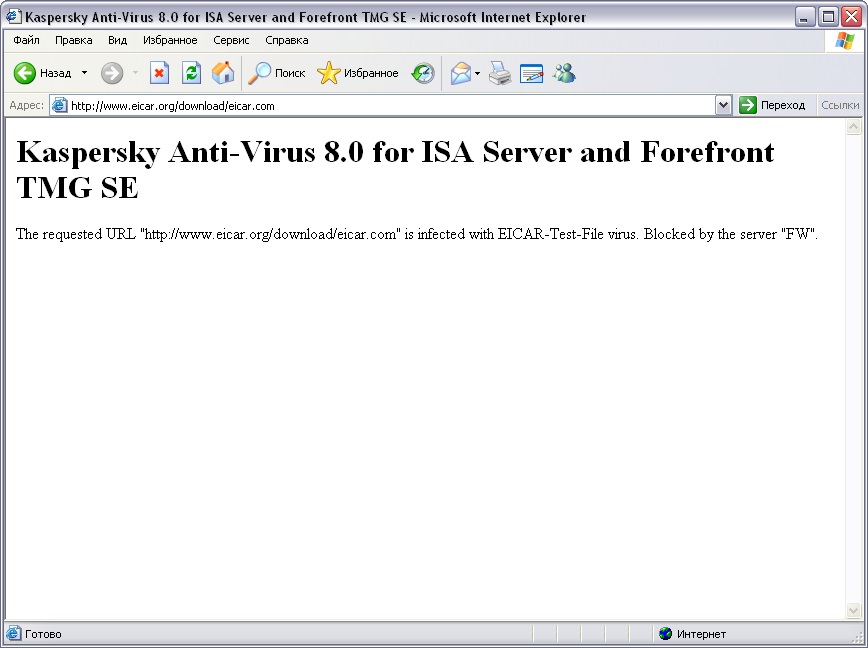 Kaspersky Anti-Virus 8.0 for ISA Server and Forefront TMG SE - Microsoft Internet Explorer
Файл Правка Вид Избранное Сервис Справка
Назад Поиск Избранное
Адрес: http://www.eicar.org/download/eicar.com Переход Ссылки
Kaspersky Anti-Virus 8.0 for ISA Server and Forefront
TMG SE
The requested URL "http://www.eicar.org/download/eicar.com" is infected with EICAR-Test-File virus. Blocked by the server "FW".
Готово Интернет